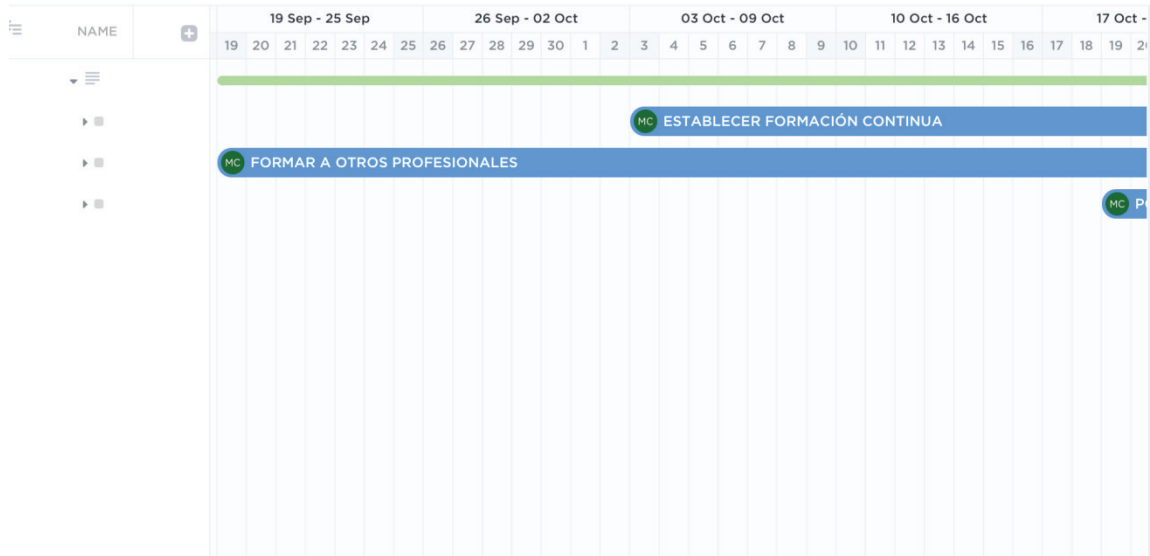 19 Sep - 25 Sep 26 Sep - 02 Oct 03 Oct - 09 Oct 10 Oct - 16 Oct 17 Oct -
NAME
19 20 21 22 23 24 25 26 27 28 29 30 1 2 3 4 5 6 7 8 9 10 11 12 13 14 15 16 17 18 19
MC ESTABLECER FORMACIÓN CONTINUA
MC FORMAR A OTROS PROFESIONALES
MC